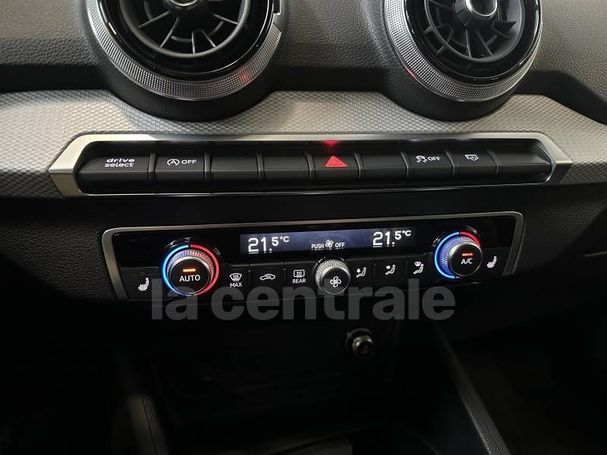 drive select
OFF
OFF
21.5°C
PUSH OFF
21.5°C
AUTO
MAX
REAR
A/C
la centrale